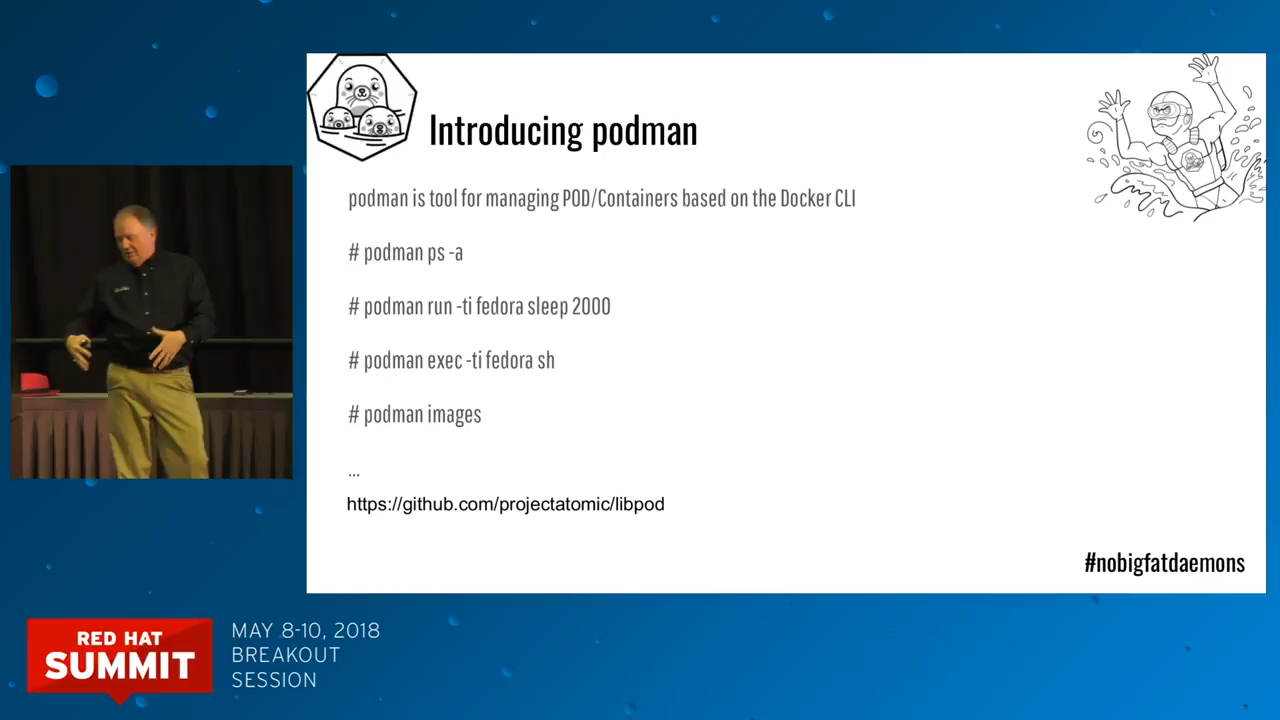 Introducing podman
podman is tool for managing POD/Containers based on the Docker CLI
# podman ps -a
# podman run -ti fedora sleep 2000
# podman exec -ti fedora sh
# podman images
...
https://github.com/projectatomic/libpod
#nobigfatdaemons
RED HAT
SUMMIT
MAY 8-10, 2018
BREAKOUT
SESSION